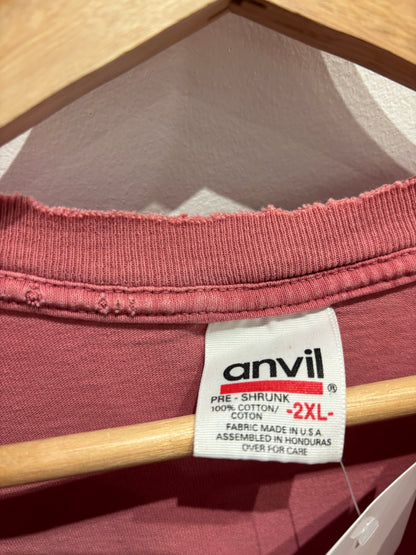 anvil®
PRE - SHRUNK
100% COTTON/
COTON
-2XL-
FABRIC MADE IN U.S.A
ASSEMBLED IN HONDURAS
OVER FOR CARE